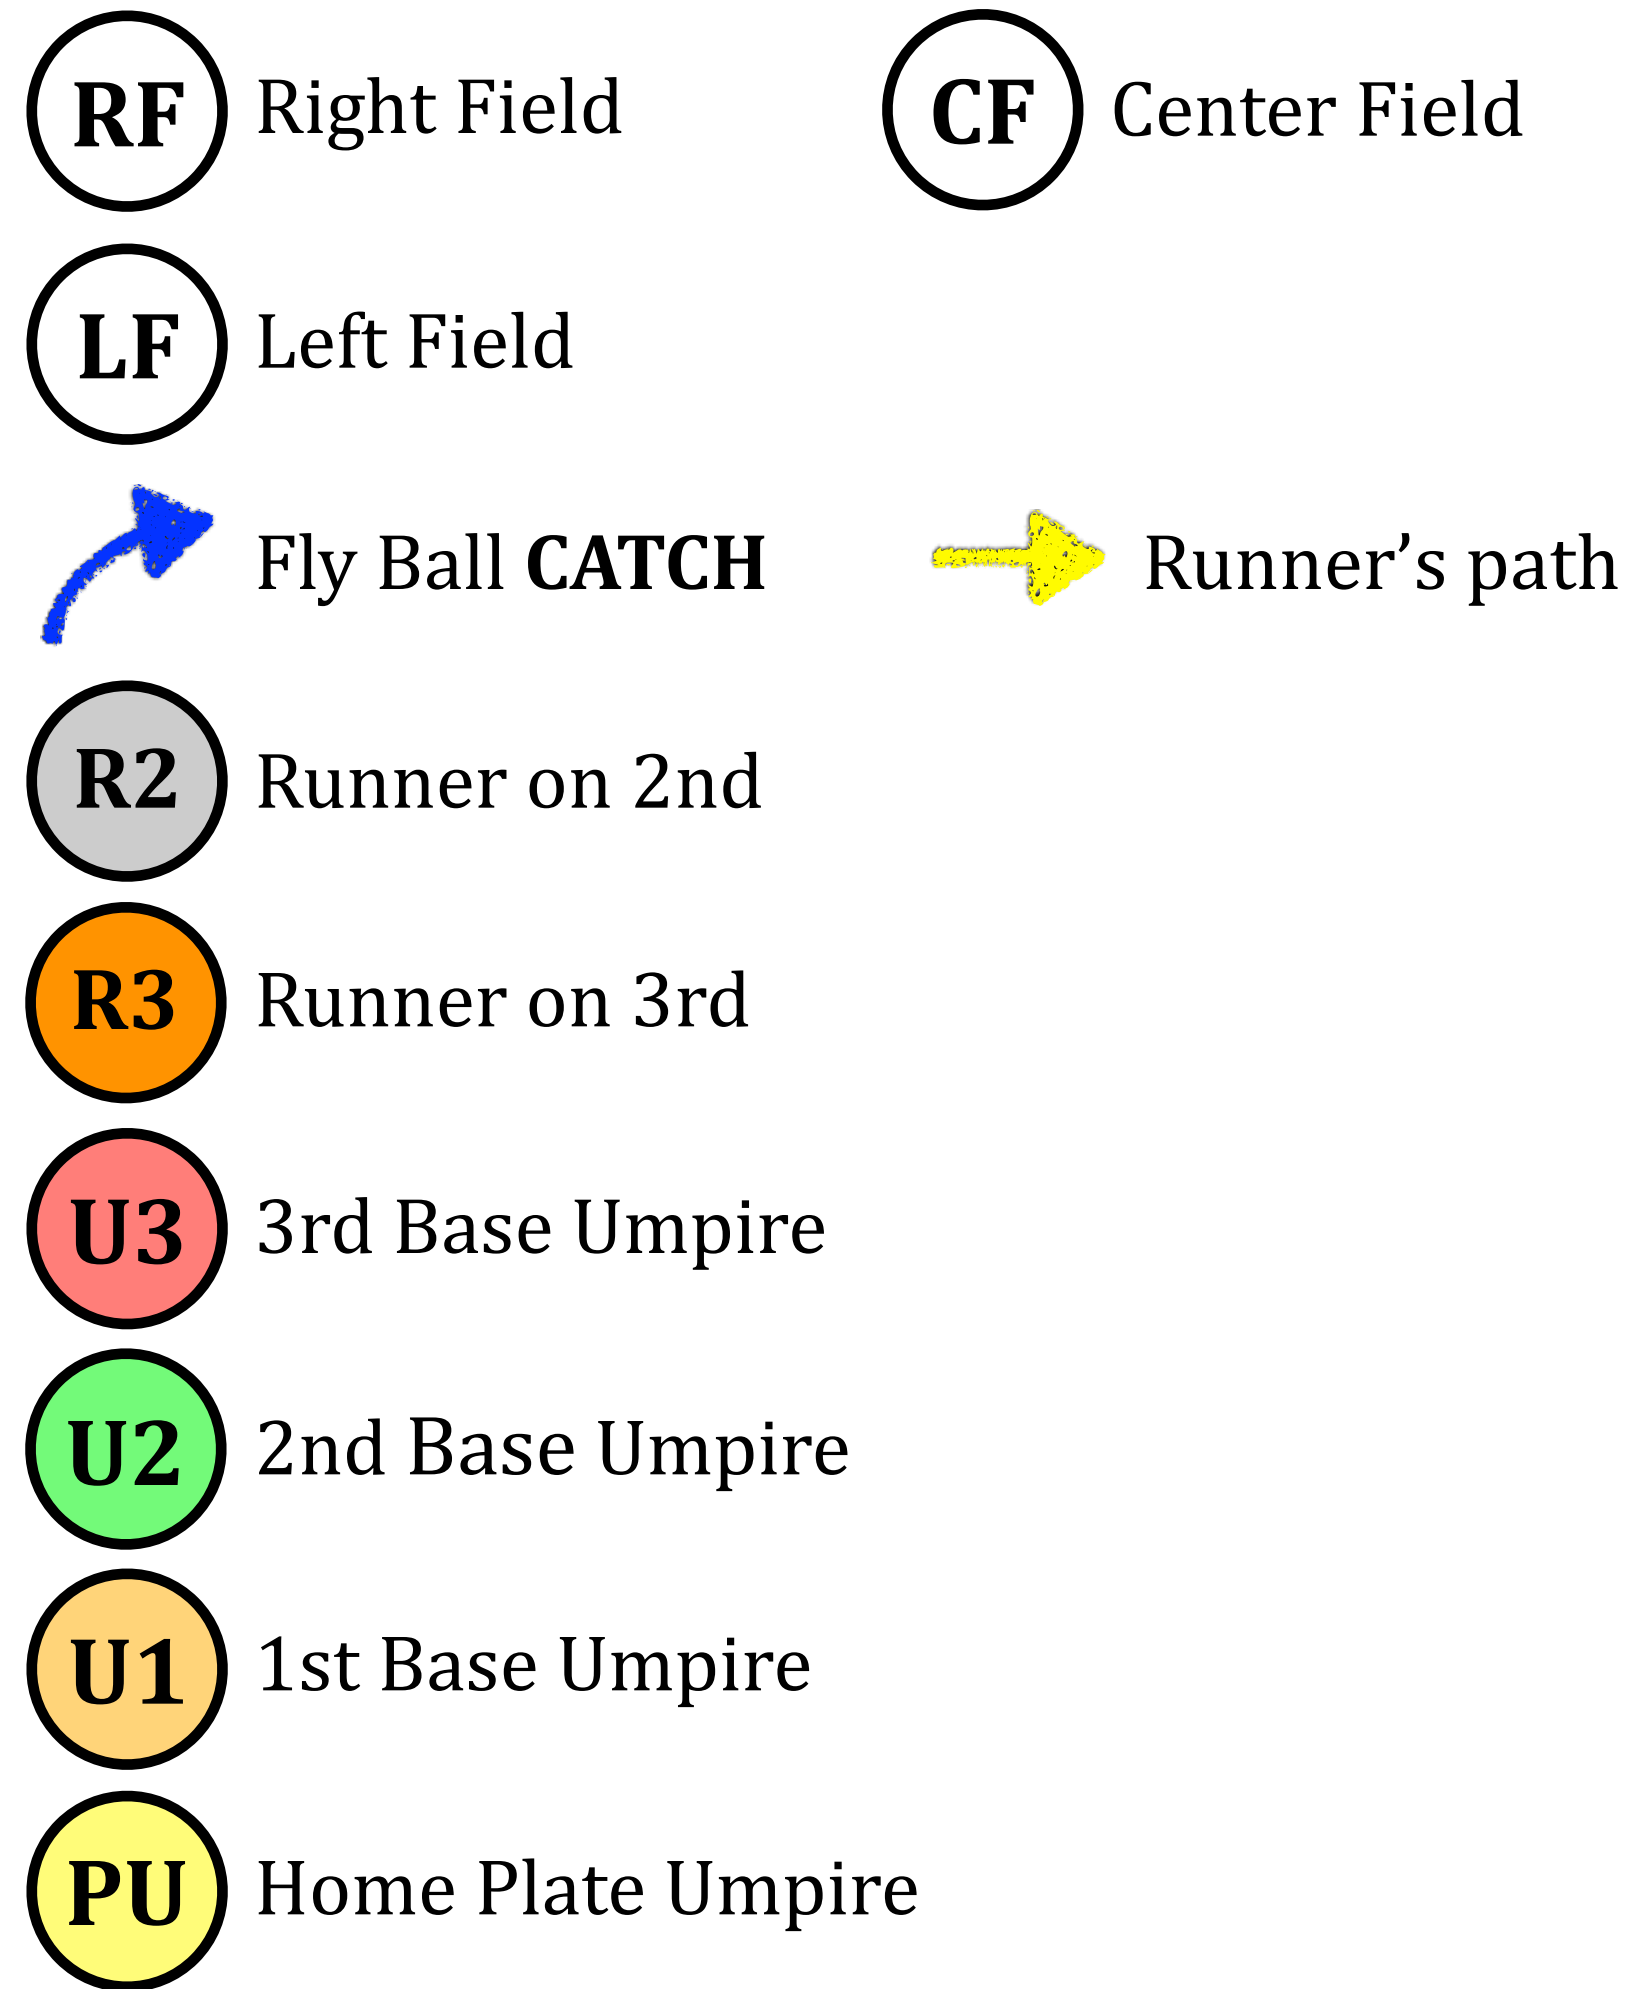 RF Right Field
CF Center Field
LF Left Field
Fly Ball CATCH
Runner’s path
R2 Runner on 2nd
R3 Runner on 3rd
U3 3rd Base Umpire
U2 2nd Base Umpire
U1 1st Base Umpire
PU Home Plate Umpire